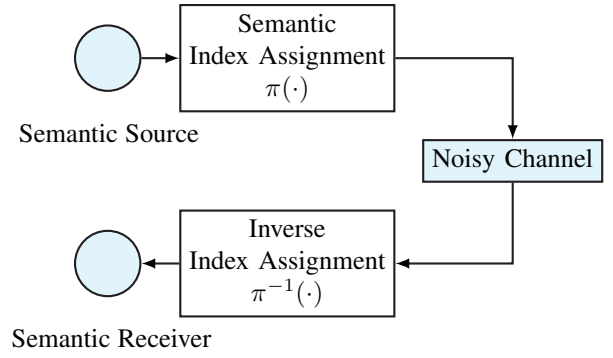 Semantic
Index Assignment
π(·)
Semantic Source
Noisy Channel
Inverse
Index Assignment
π⁻¹(·)
Semantic Receiver